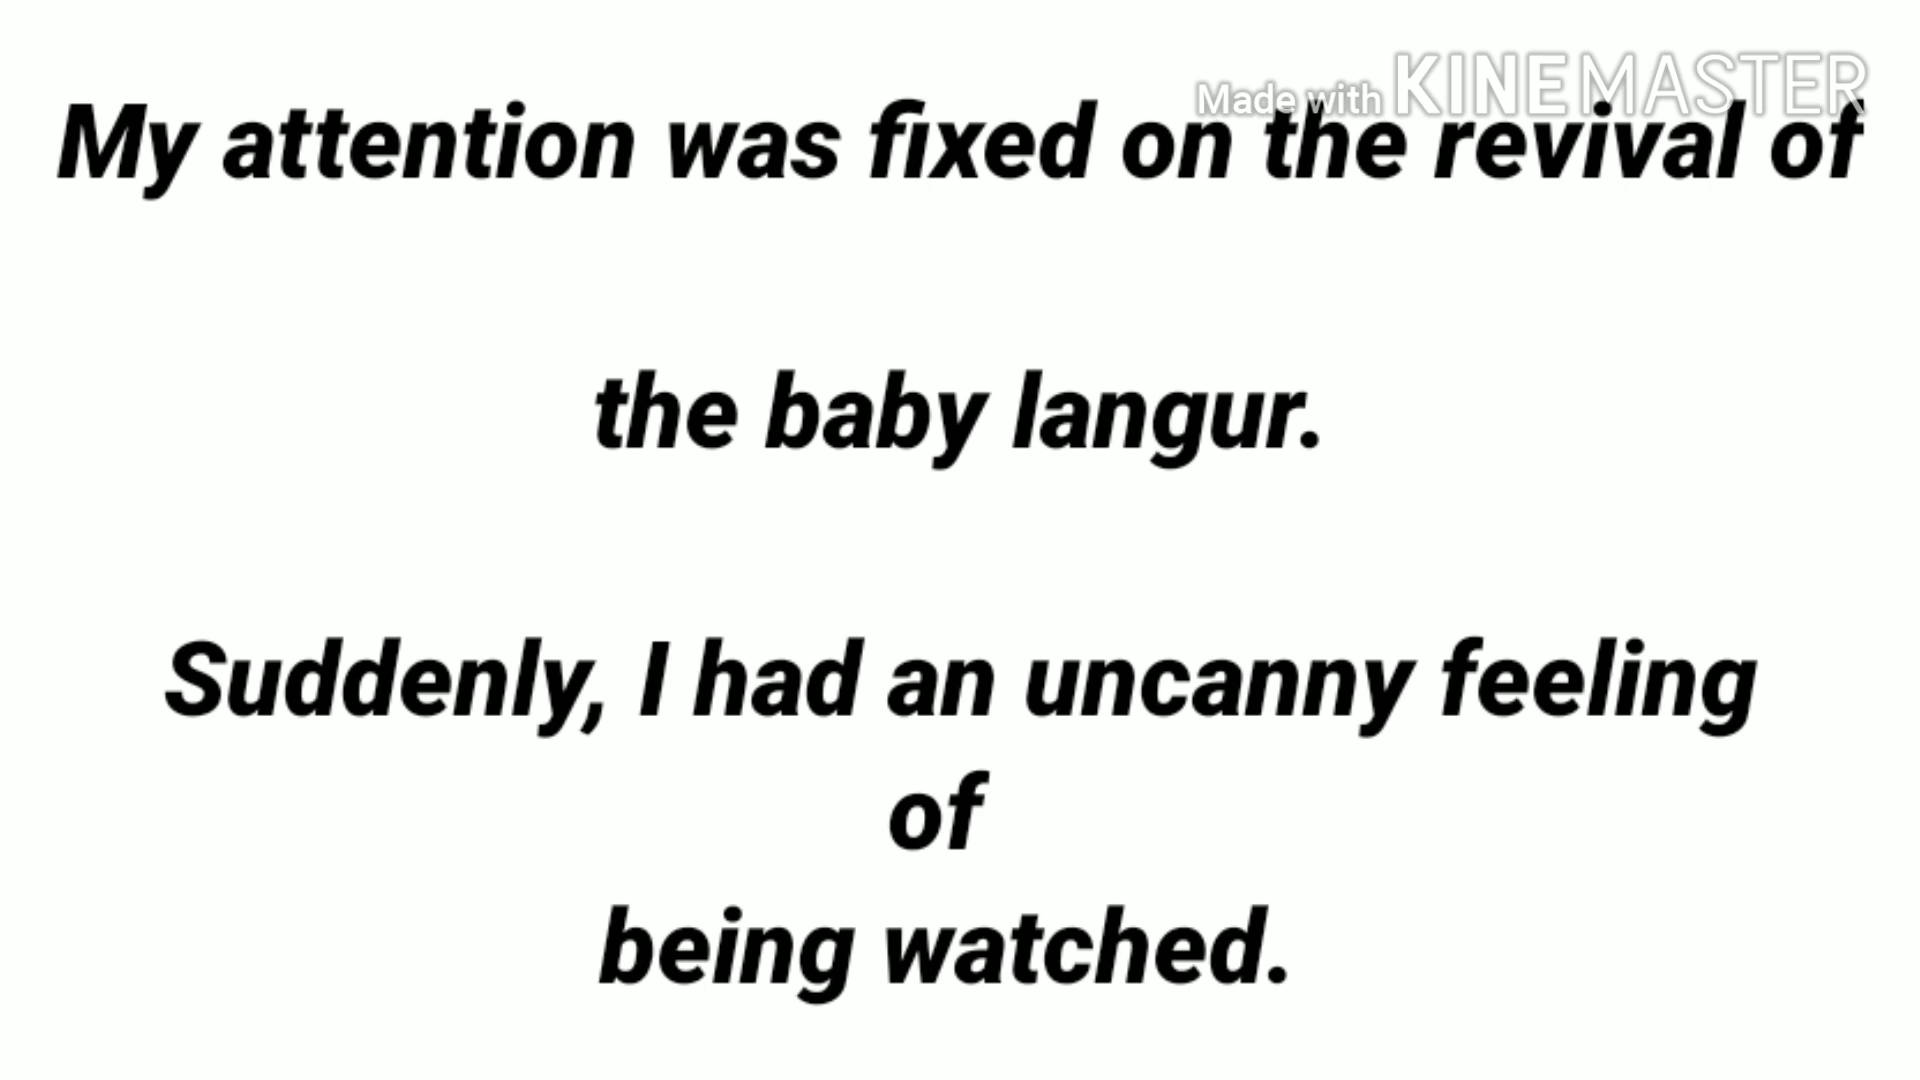 Made with KINEMASTER
My attention was fixed on the revival of
the baby langur.
Suddenly, I had an uncanny feeling
of
being watched.